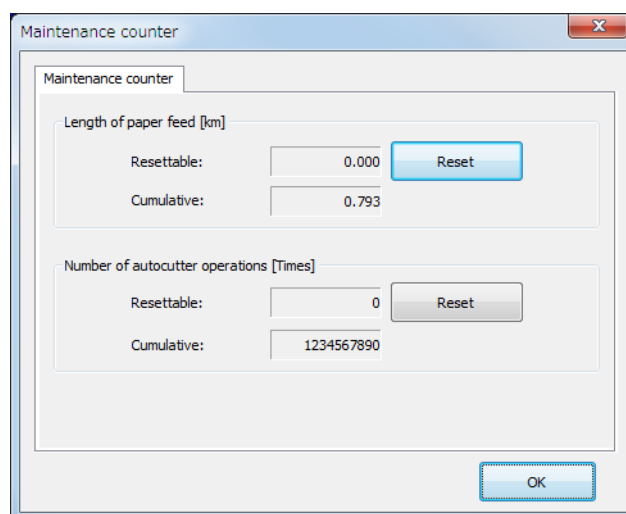 Maintenance counter
Maintenance counter
Length of paper feed [km]
Resettable: 0.000 Reset
Cumulative: 0.793
Number of autocutter operations [Times]
Resettable: 0 Reset
Cumulative: 1234567890
OK